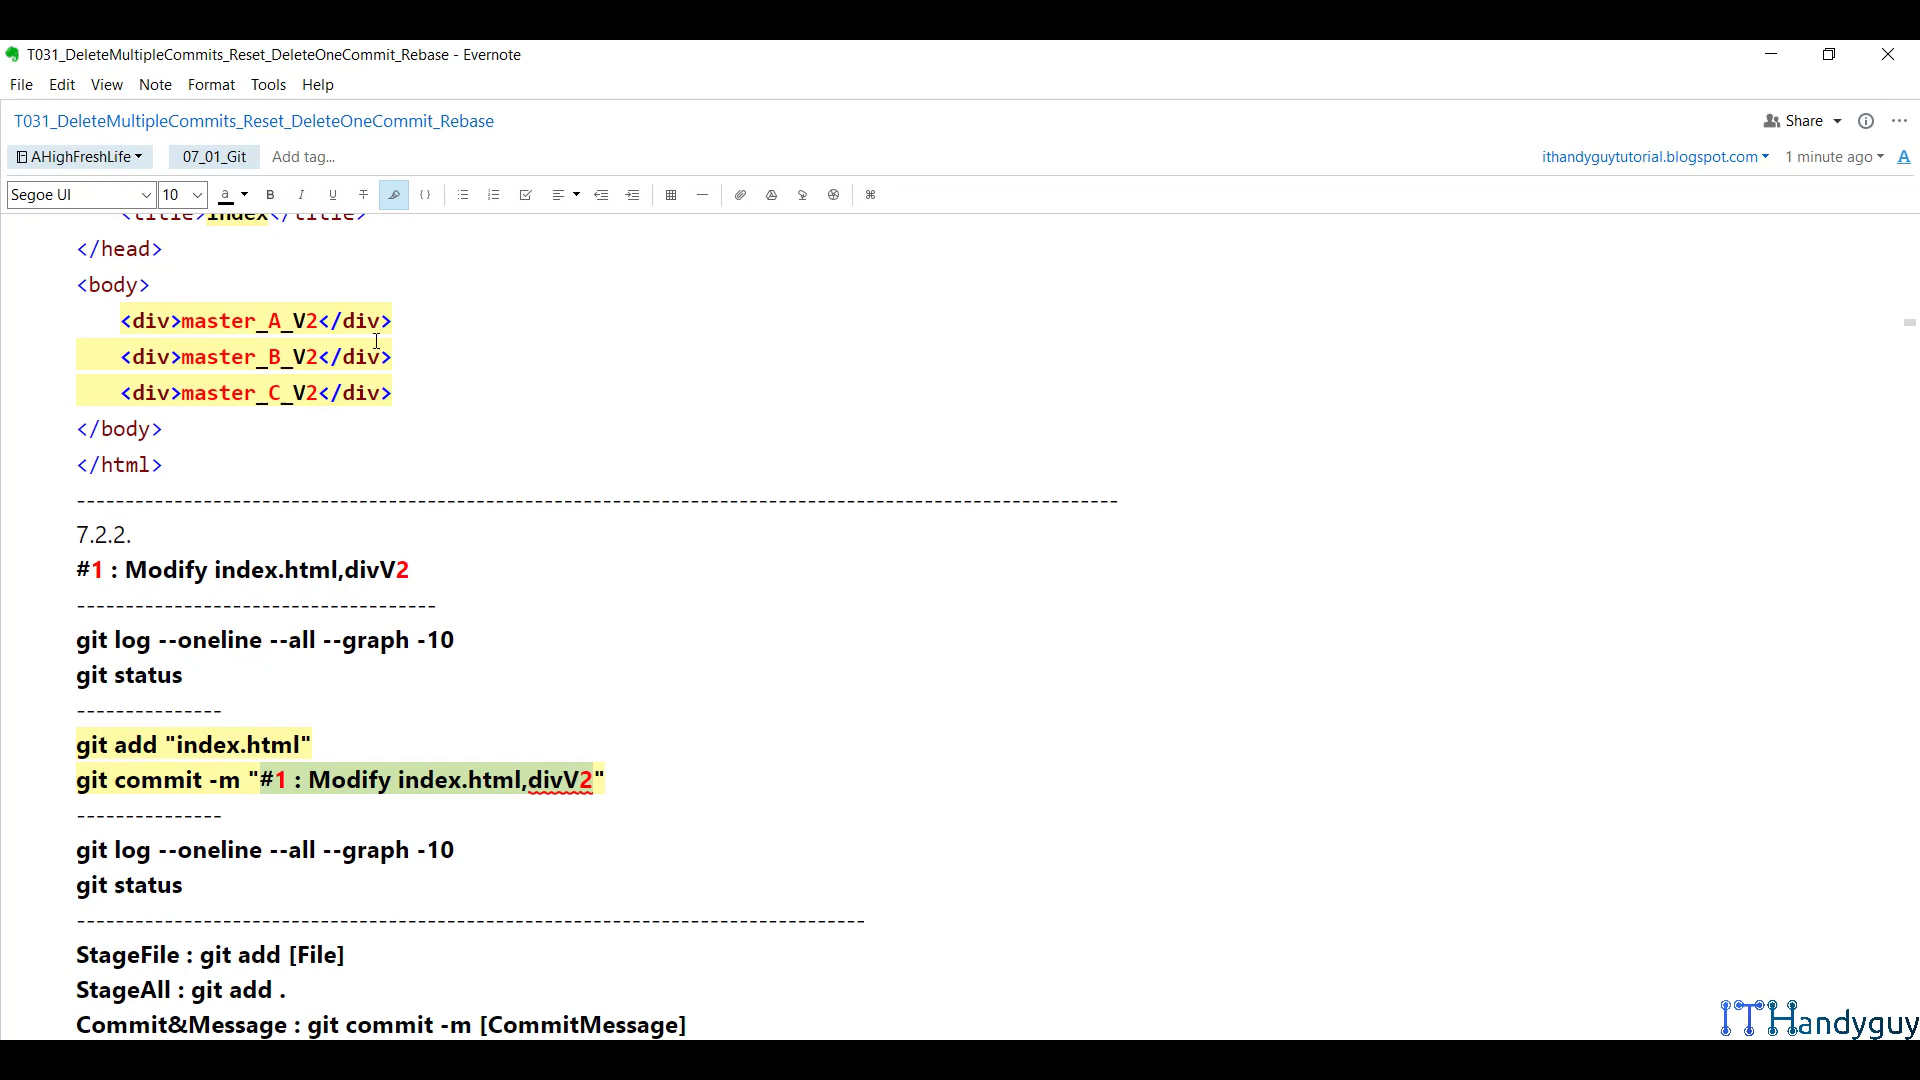 T031_DeleteMultipleCommits_Reset_DeleteOneCommit_Rebase - Evernote
File Edit View Note Format Tools Help
T031_DeleteMultipleCommits_Reset_DeleteOneCommit_Rebase
Share
AHighFreshLife 07_01_Git Add tag...
ithandyguytutorial.blogspot.com 1 minute ago A
Segoe UI 10 a B I U T
<title>Index</title>
</head>
<body>
<div>master_A_V2</div>
<div>master_B_V2</div>
<div>master_C_V2</div>
</body>
</html>
-----------------------------------------------------------------------------------------------------------
7.2.2.
#1 : Modify index.html,divV2
-------------------------------------
git log --oneline --all --graph -10
git status
---------------
git add "index.html"
git commit -m "#1 : Modify index.html,divV2"
---------------
git log --oneline --all --graph -10
git status
---------------------------------------------------------------------------------
StageFile : git add [File]
StageAll : git add .
Commit&Message : git commit -m [CommitMessage]
ITHandyguy